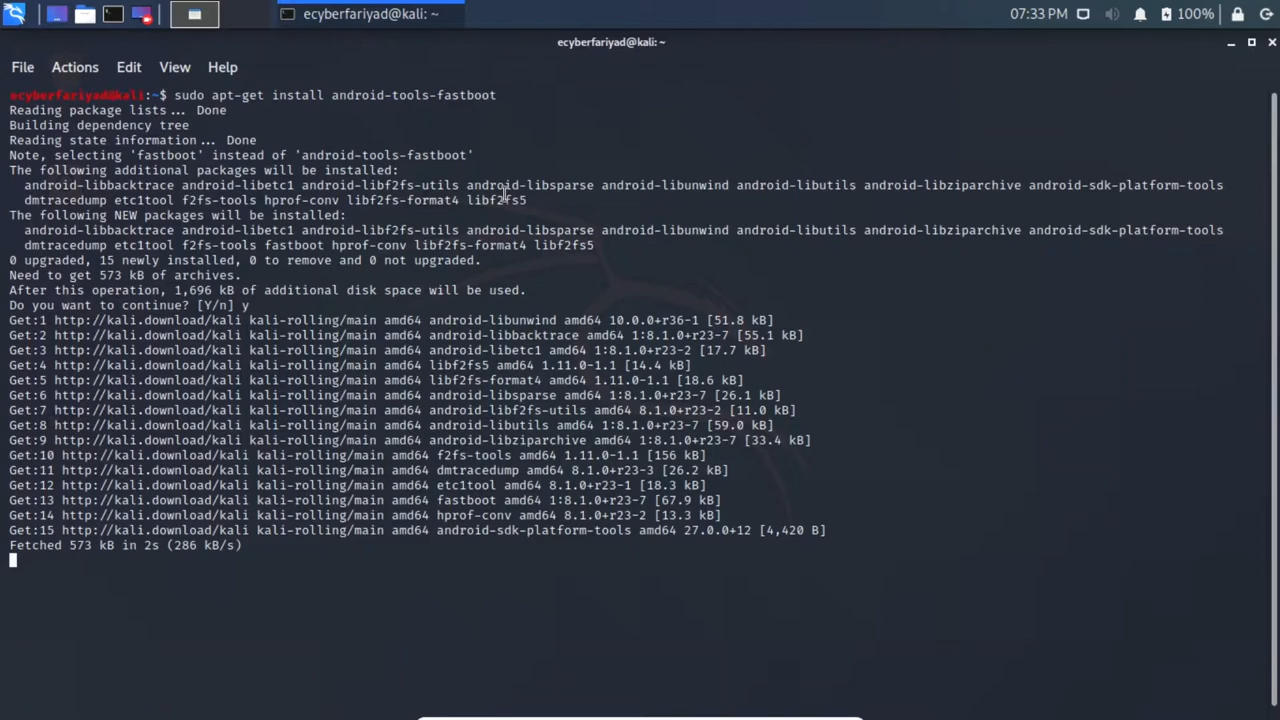 ecyberfariyad@kali: ~
07:33 PM
100%
ecyberfariyad@kali: ~
File Actions Edit View Help
ecyberfariyad@kali:~$ sudo apt-get install android-tools-fastboot
Reading package lists... Done
Building dependency tree
Reading state information... Done
Note, selecting 'fastboot' instead of 'android-tools-fastboot'
The following additional packages will be installed:
android-libbacktrace android-libetc1 android-libf2fs-utils android-libsparse android-libunwind android-libutils android-libziparchive android-sdk-platform-tools
dmtracedump etc1tool f2fs-tools hprof-conv libf2fs-format4 libf2fs5
The following NEW packages will be installed:
android-libbacktrace android-libetc1 android-libf2fs-utils android-libsparse android-libunwind android-libutils android-libziparchive android-sdk-platform-tools
dmtracedump etc1tool f2fs-tools fastboot hprof-conv libf2fs-format4 libf2fs5
0 upgraded, 15 newly installed, 0 to remove and 0 not upgraded.
Need to get 573 kB of archives.
After this operation, 1,696 kB of additional disk space will be used.
Do you want to continue? [Y/n] y
Get:1 http://kali.download/kali kali-rolling/main amd64 android-libunwind amd64 10.0.0+r36-1 [51.8 kB]
Get:2 http://kali.download/kali kali-rolling/main amd64 android-libbacktrace amd64 1:8.1.0+r23-7 [55.1 kB]
Get:3 http://kali.download/kali kali-rolling/main amd64 android-libetc1 amd64 1:8.1.0+r23-2 [17.7 kB]
Get:4 http://kali.download/kali kali-rolling/main amd64 libf2fs5 amd64 1.11.0-1.1 [14.4 kB]
Get:5 http://kali.download/kali kali-rolling/main amd64 libf2fs-format4 amd64 1.11.0-1.1 [18.6 kB]
Get:6 http://kali.download/kali kali-rolling/main amd64 android-libsparse amd64 1:8.1.0+r23-7 [26.1 kB]
Get:7 http://kali.download/kali kali-rolling/main amd64 android-libf2fs-utils amd64 8.1.0+r23-2 [11.0 kB]
Get:8 http://kali.download/kali kali-rolling/main amd64 android-libutils amd64 1:8.1.0+r23-7 [59.0 kB]
Get:9 http://kali.download/kali kali-rolling/main amd64 android-libziparchive amd64 1:8.1.0+r23-7 [33.4 kB]
Get:10 http://kali.download/kali kali-rolling/main amd64 f2fs-tools amd64 1.11.0-1.1 [156 kB]
Get:11 http://kali.download/kali kali-rolling/main amd64 dmtracedump amd64 8.1.0+r23-3 [26.2 kB]
Get:12 http://kali.download/kali kali-rolling/main amd64 etc1tool amd64 8.1.0+r23-1 [18.3 kB]
Get:13 http://kali.download/kali kali-rolling/main amd64 fastboot amd64 1:8.1.0+r23-7 [67.9 kB]
Get:14 http://kali.download/kali kali-rolling/main amd64 hprof-conv amd64 8.1.0+r23-2 [13.3 kB]
Get:15 http://kali.download/kali kali-rolling/main amd64 android-sdk-platform-tools amd64 27.0.0+12 [4,420 B]
Fetched 573 kB in 2s (286 kB/s)